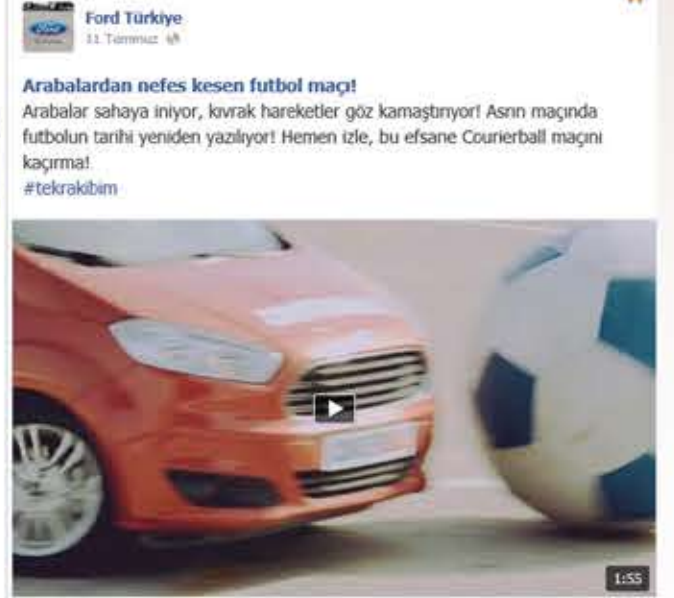 Ford
Ford Türkiye
11 Temmuz
Arabalardan nefes kesen futbol maçı!
Arabalar sahaya iniyor, kıvrak hareketler göz kamaştırıyor! Asrın maçında
futbolun tarihi yeniden yazılıyor! Hemen izle, bu efsane Courierball maçını
kaçırma!
#tekrakibim
1:55